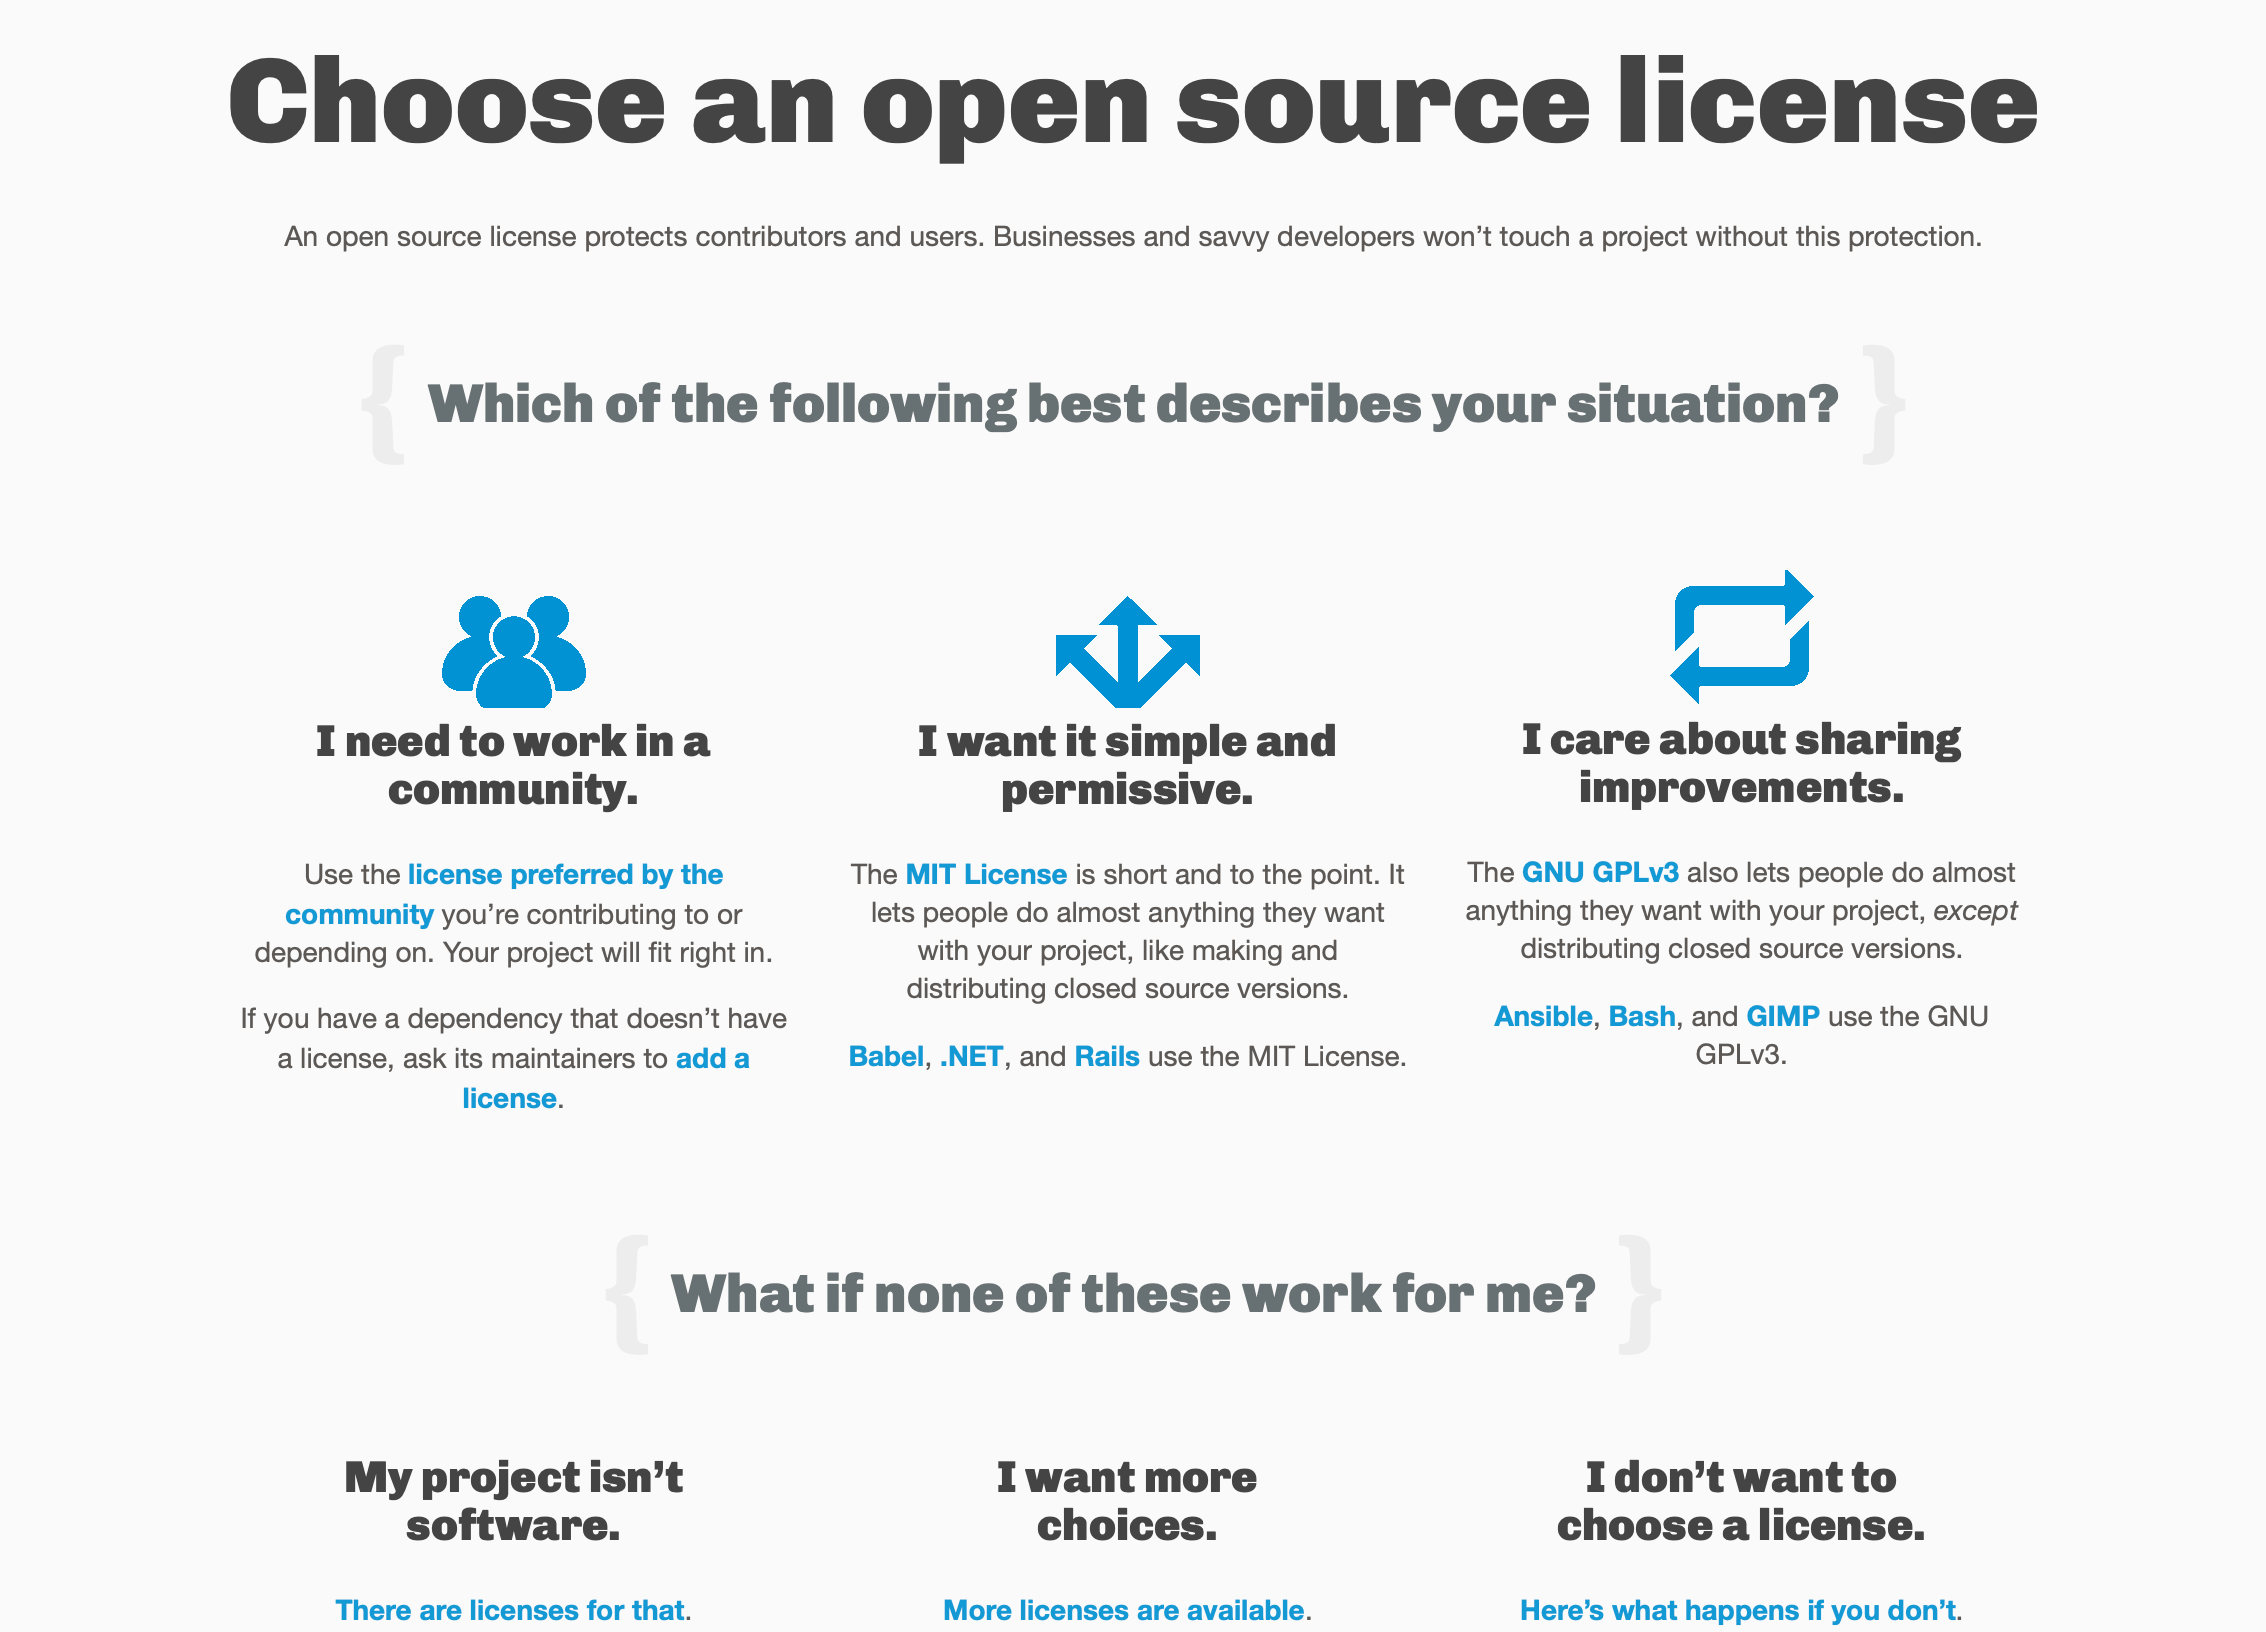 Choose an open source license
An open source license protects contributors and users. Businesses and savvy developers won’t touch a project without this protection.
{ Which of the following best describes your situation? }
I need to work in a
community.
Use the license preferred by the
community you’re contributing to or
depending on. Your project will fit right in.
If you have a dependency that doesn’t have
a license, ask its maintainers to add a
license.
I want it simple and
permissive.
The MIT License is short and to the point. It
lets people do almost anything they want
with your project, like making and
distributing closed source versions.
Babel, .NET, and Rails use the MIT License.
I care about sharing
improvements.
The GNU GPLv3 also lets people do almost
anything they want with your project, except
distributing closed source versions.
Ansible, Bash, and GIMP use the GNU
GPLv3.
{ What if none of these work for me? }
My project isn’t
software.
There are licenses for that.
I want more
choices.
More licenses are available.
I don’t want to
choose a license.
Here’s what happens if you don’t.